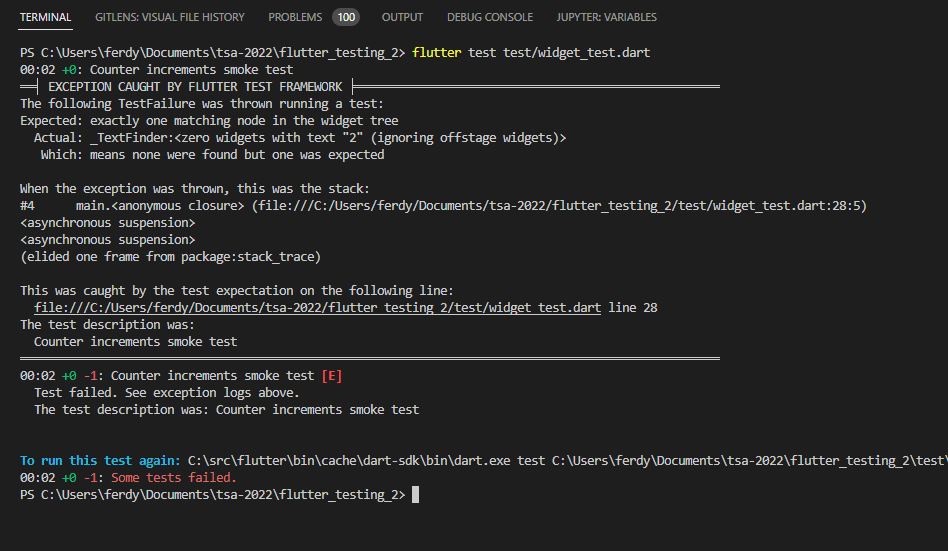 TERMINAL GITLENS: VISUAL FILE HISTORY PROBLEMS 100 OUTPUT DEBUG CONSOLE JUPYTER: VARIABLES
PS C:\Users\ferdy\Documents\tsa-2022\flutter_testing_2> flutter test test/widget_test.dart
00:02 +0: Counter increments smoke test
══╡ EXCEPTION CAUGHT BY FLUTTER TEST FRAMEWORK ╞════════════════════════════════════════════════════
The following TestFailure was thrown running a test:
Expected: exactly one matching node in the widget tree
  Actual: _TextFinder:<zero widgets with text "2" (ignoring offstage widgets)>
   Which: means none were found but one was expected

When the exception was thrown, this was the stack:
#4      main.<anonymous closure> (file:///C:/Users/ferdy/Documents/tsa-2022/flutter_testing_2/test/widget_test.dart:28:5)
<asynchronous suspension>
<asynchronous suspension>
(elided one frame from package:stack_trace)

This was caught by the test expectation on the following line:
  file:///C:/Users/ferdy/Documents/tsa-2022/flutter_testing_2/test/widget_test.dart line 28
The test description was:
  Counter increments smoke test
════════════════════════════════════════════════════════════════════════════════════════════════════
00:02 +0 -1: Counter increments smoke test [E]
  Test failed. See exception logs above.
  The test description was: Counter increments smoke test

To run this test again: C:\src\flutter\bin\cache\dart-sdk\bin\dart.exe test C:\Users\ferdy\Documents\tsa-2022\flutter_testing_2\test\
00:02 +0 -1: Some tests failed.
PS C:\Users\ferdy\Documents\tsa-2022\flutter_testing_2>